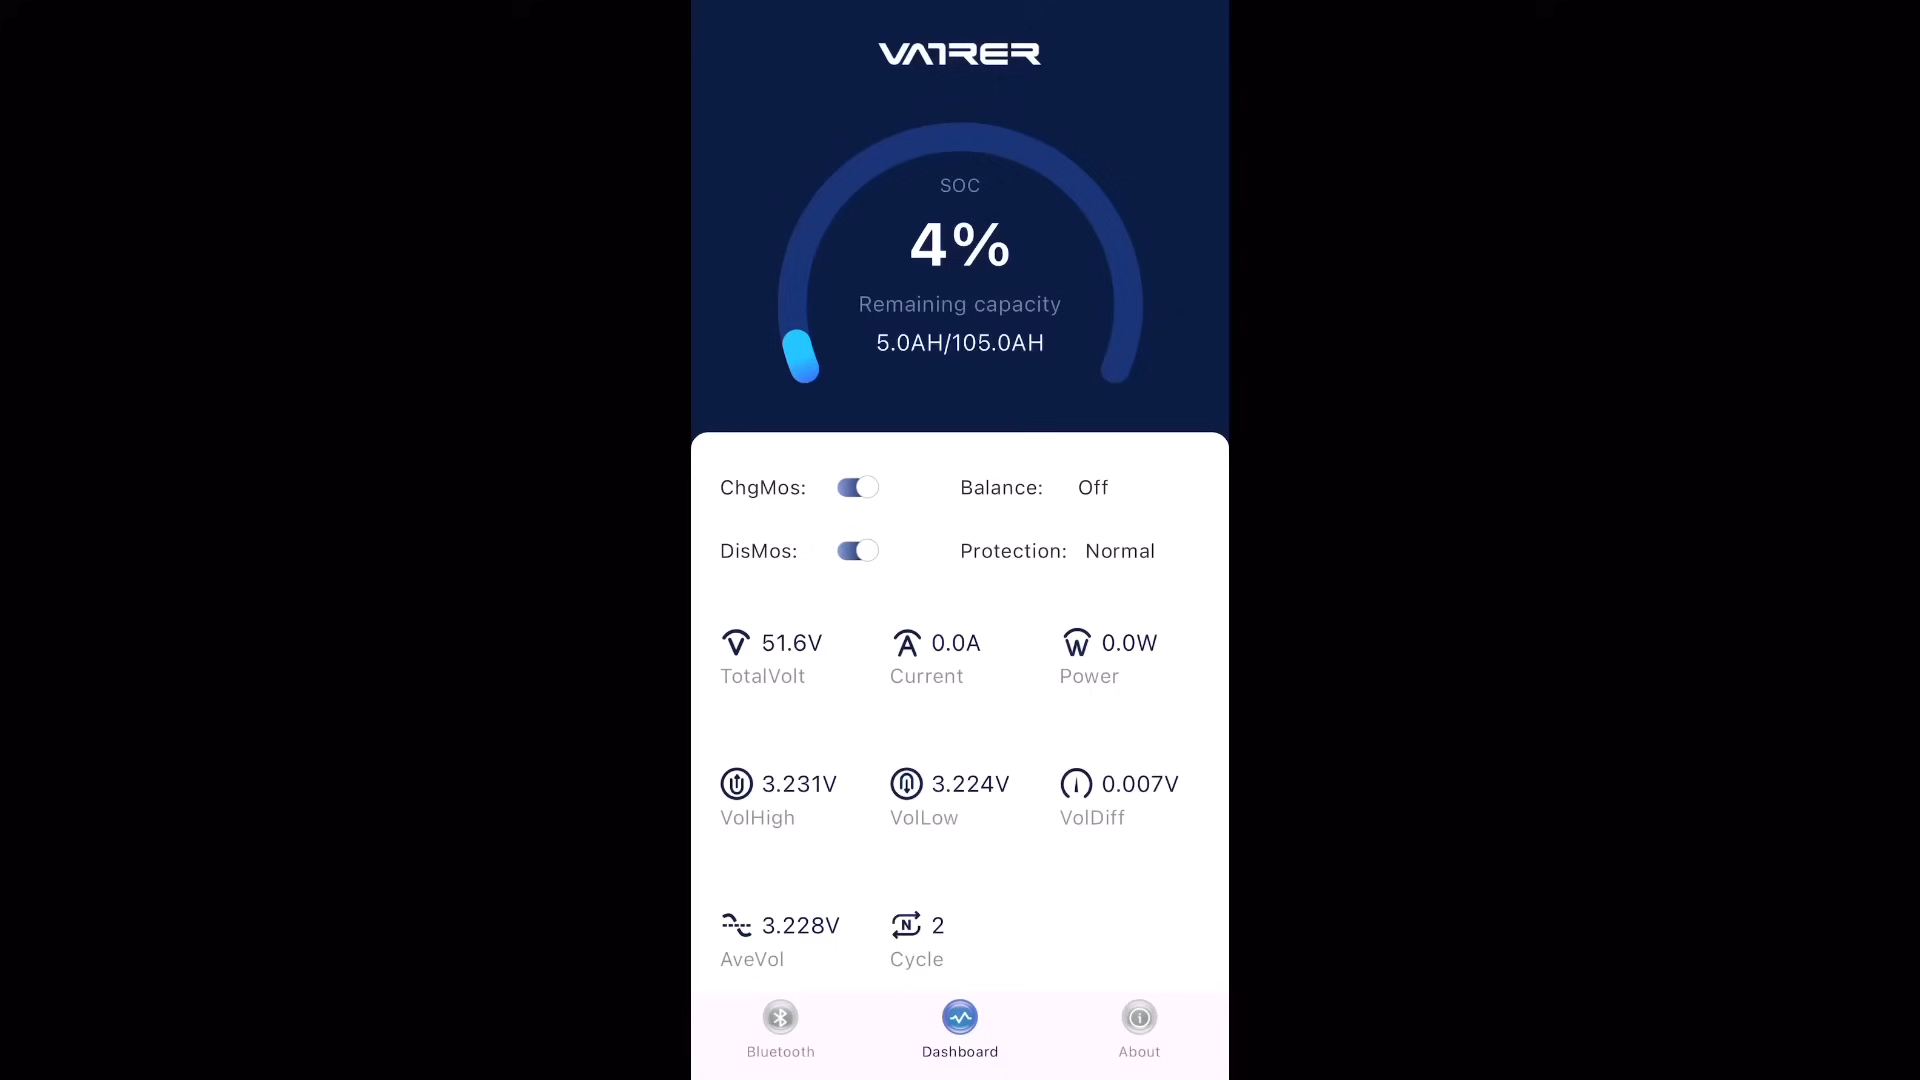 VATRER
SOC
4%
Remaining capacity
5.0AH/105.0AH
ChgMos: Balance: Off
DisMos: Protection: Normal
51.6V 0.0A 0.0W
TotalVolt Current Power
3.231V 3.224V 0.007V
VolHigh VolLow VolDiff
3.228V 2
AveVol Cycle
Bluetooth Dashboard About